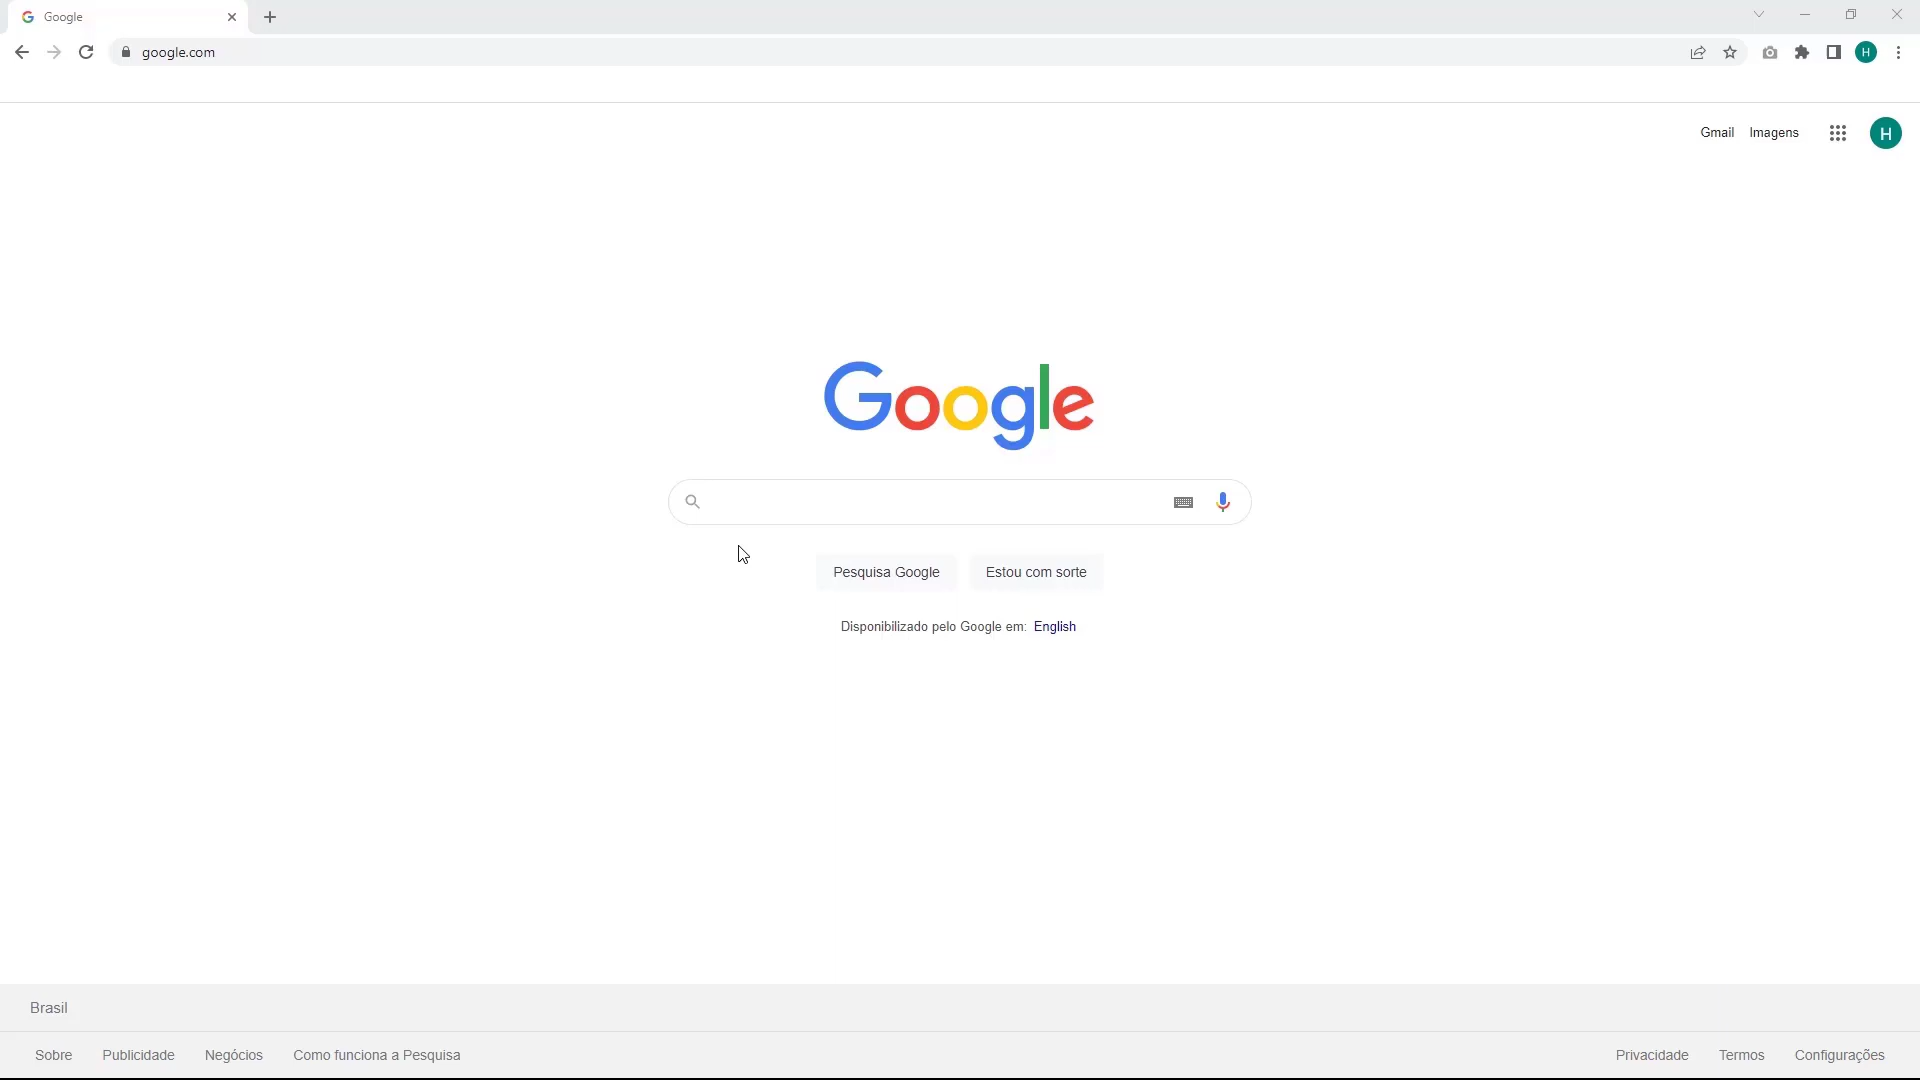 Google
google.com
H
Gmail Imagens
H
Google
Pesquisa Google Estou com sorte
Disponibilizado pelo Google em: English
Brasil
Sobre Publicidade Negócios Como funciona a Pesquisa Privacidade Termos Configurações